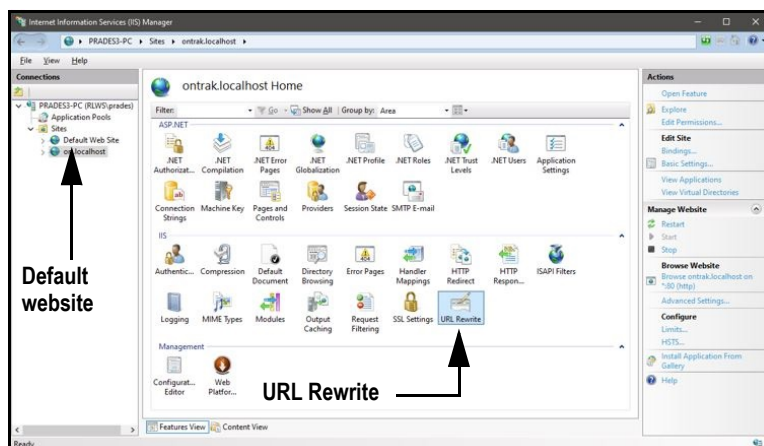 Internet Information Services (IIS) Manager
PRADES3-PC Sites ontrak.localhost
File View Help
Connections
PRADES3-PC (RLWS\prades)
Application Pools
Sites
Default Web Site
on localhost
Default
website
ontrak.localhost Home
Filter: Go Show All Group by: Area
ASP.NET
.NET Authorizat...
.NET Compilation
.NET Error Pages
.NET Globalization
.NET Profile
.NET Roles
.NET Trust Levels
.NET Users
Application Settings
Connection Strings
Machine Key
Pages and Controls
Providers
Session State
SMTP E-mail
IIS
Authentic...
Compression
Default Document
Directory Browsing
Error Pages
Handler Mappings
HTTP Redirect
HTTP Respon...
ISAPI Filters
Logging
MIME Types
Modules
Output Caching
Request Filtering
SSL Settings
URL Rewrite
Management
Configurat... Editor
Web Platfor...
URL Rewrite
Features View Content View
Actions
Open Feature
Explore
Edit Permissions...
Edit Site
Bindings...
Basic Settings...
View Applications
View Virtual Directories
Manage Website
Restart
Start
Stop
Browse Website
Browse ontrak.localhost on
*:80 (http)
Advanced Settings...
Configure
Limits...
HSTS...
Install Application From
Gallery
Help
Ready